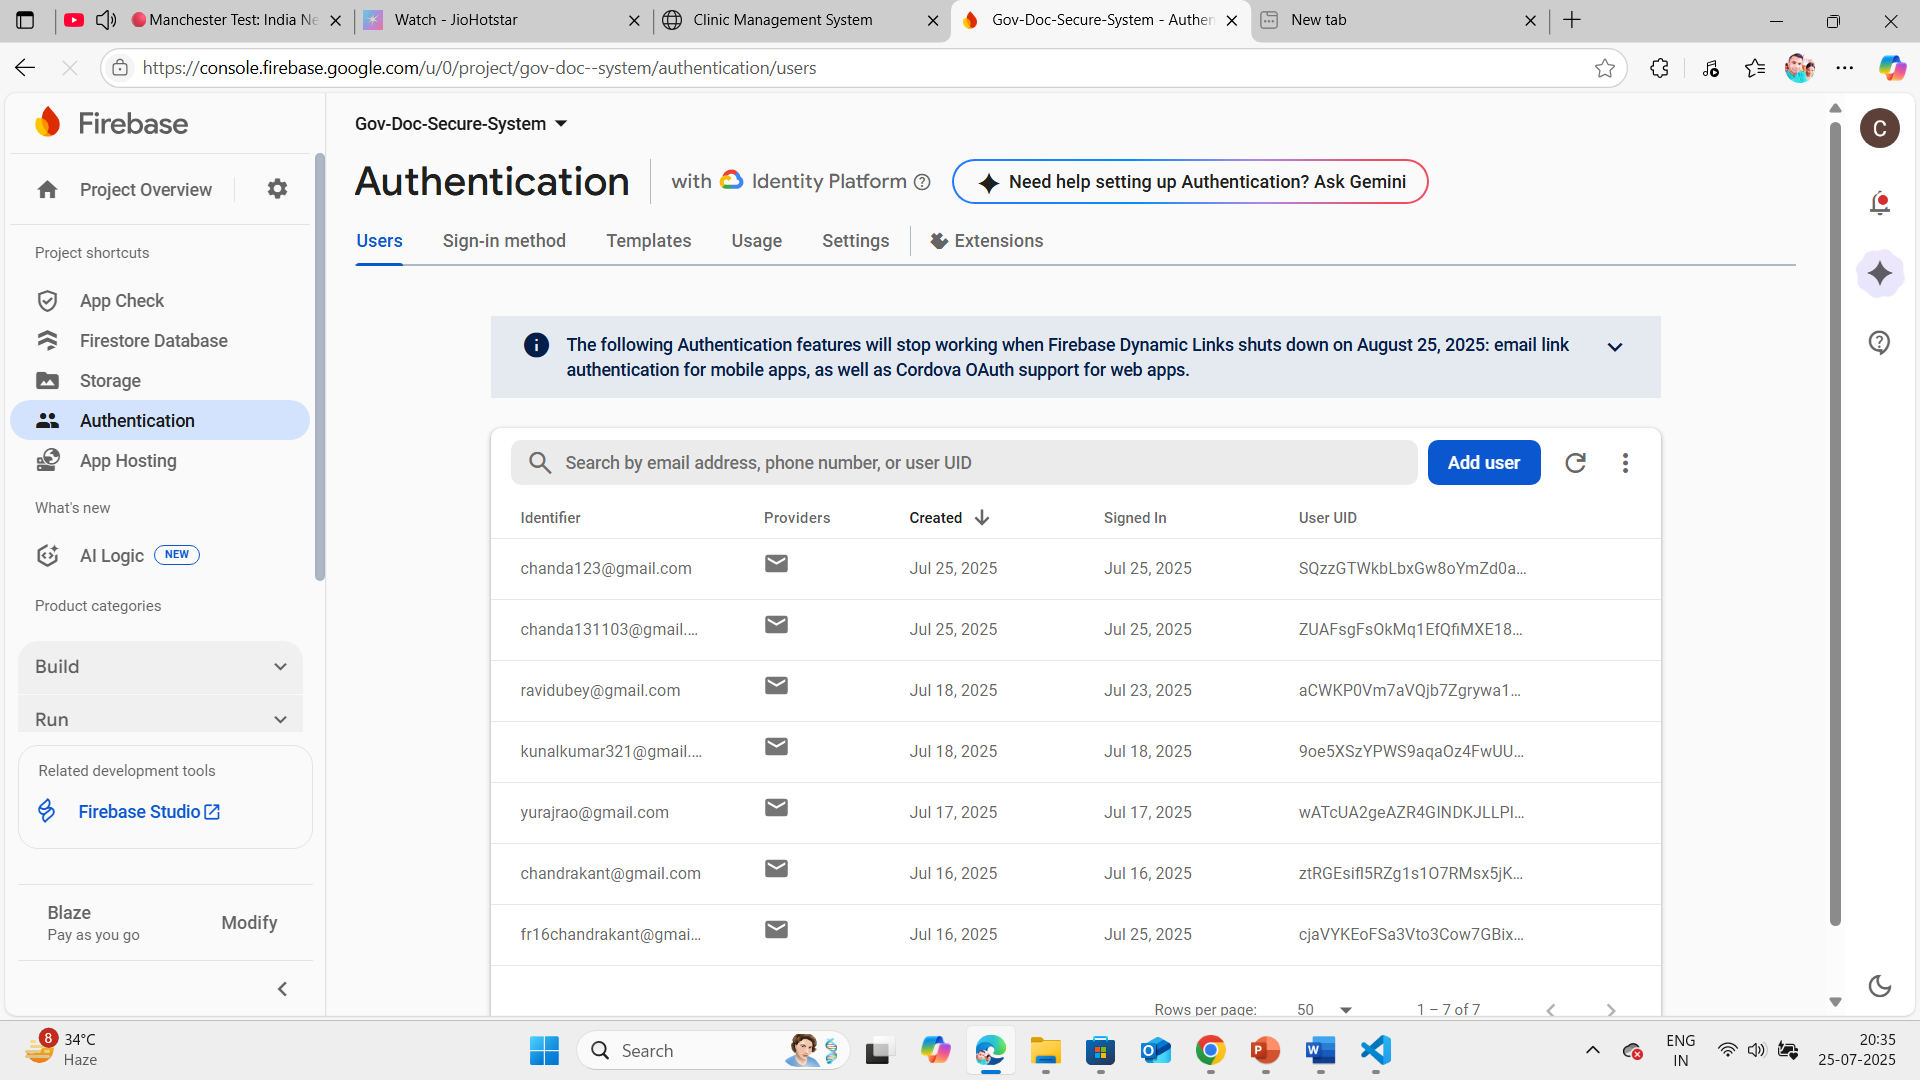 Manchester Test: India Ne
Watch - JioHotstar
Clinic Management System
Gov-Doc-Secure-System - Authen
New tab
https://console.firebase.google.com/u/0/project/gov-doc--system/authentication/users
Firebase
Project Overview
Project shortcuts
App Check
Firestore Database
Storage
Authentication
App Hosting
What's new
AI Logic NEW
Product categories
Build
Run
Related development tools
Firebase Studio
Blaze
Pay as you go
Modify
Gov-Doc-Secure-System
Authentication
with Identity Platform
Need help setting up Authentication? Ask Gemini
Users Sign-in method Templates Usage Settings Extensions
The following Authentication features will stop working when Firebase Dynamic Links shuts down on August 25, 2025: email link
authentication for mobile apps, as well as Cordova OAuth support for web apps.
Search by email address, phone number, or user UID
Add user
Identifier Providers Created Signed In User UID
chanda123@gmail.com Jul 25, 2025 Jul 25, 2025 SQzzGTWkbLbxGw8oYmZd0a...
chanda131103@gmail.... Jul 25, 2025 Jul 25, 2025 ZUAFsgFsOkMq1EfQfiMXE18...
ravidubey@gmail.com Jul 18, 2025 Jul 23, 2025 aCWKP0Vm7aVQjb7Zgrywa1...
kunalkumar321@gmail.... Jul 18, 2025 Jul 18, 2025 9oe5XSzYPWS9aqaOz4FwUU...
yurajrao@gmail.com Jul 17, 2025 Jul 17, 2025 wATcUA2geAZR4GINDKJLLPI...
chandrakant@gmail.com Jul 16, 2025 Jul 16, 2025 ztRGEsifl5RZg1s1O7RMsx5jK...
fr16chandrakant@gmai... Jul 16, 2025 Jul 25, 2025 cjaVYKEoFSa3Vto3Cow7GBix...
Rows per page: 50 1 – 7 of 7
C
8
34°C
Haze
Search
ENG
IN
20:35
25-07-2025